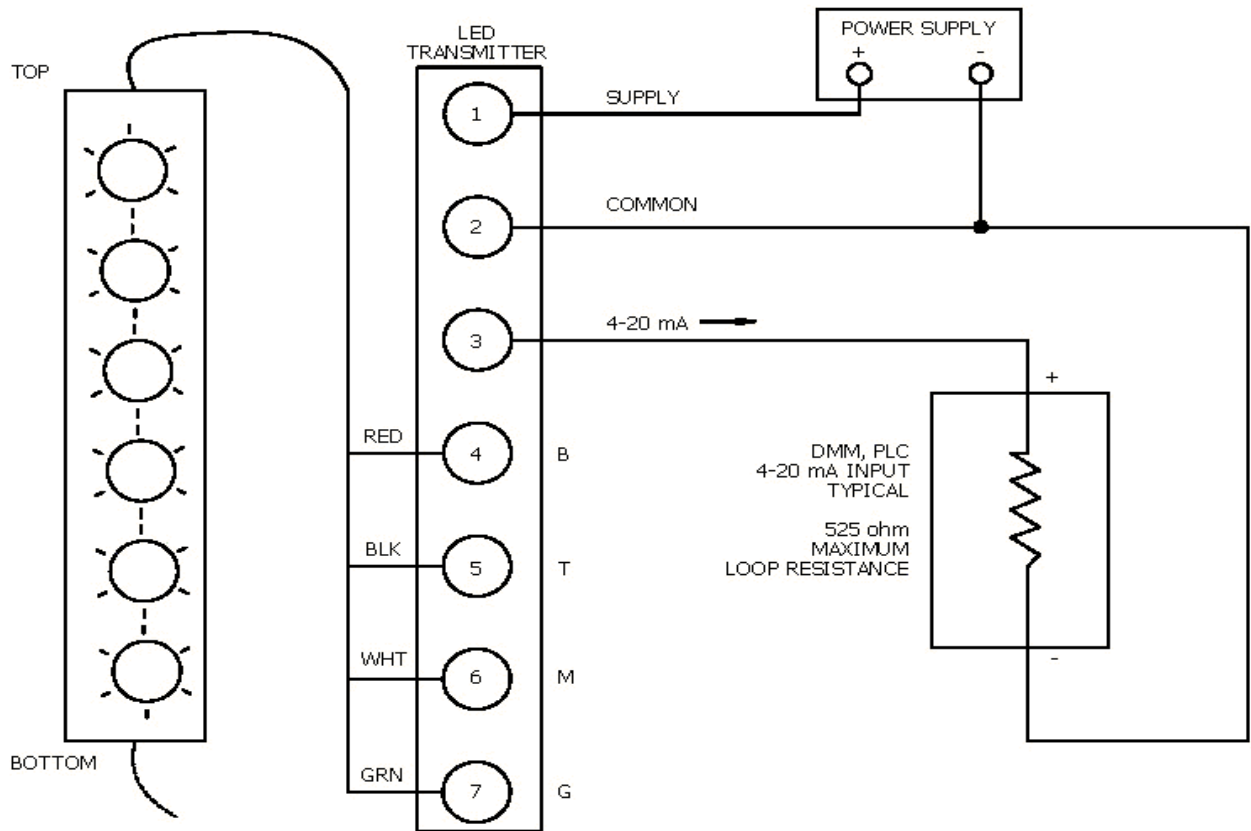 TOP
BOTTOM
LED
TRANSMITTER
1
2
3
4
5
6
7
RED
BLK
WHT
GRN
B
T
M
G
SUPPLY
COMMON
4-20 mA
POWER SUPPLY
+
-
+
DMM, PLC
4-20 mA INPUT
TYPICAL
525 ohm
MAXIMUM
LOOP RESISTANCE
-